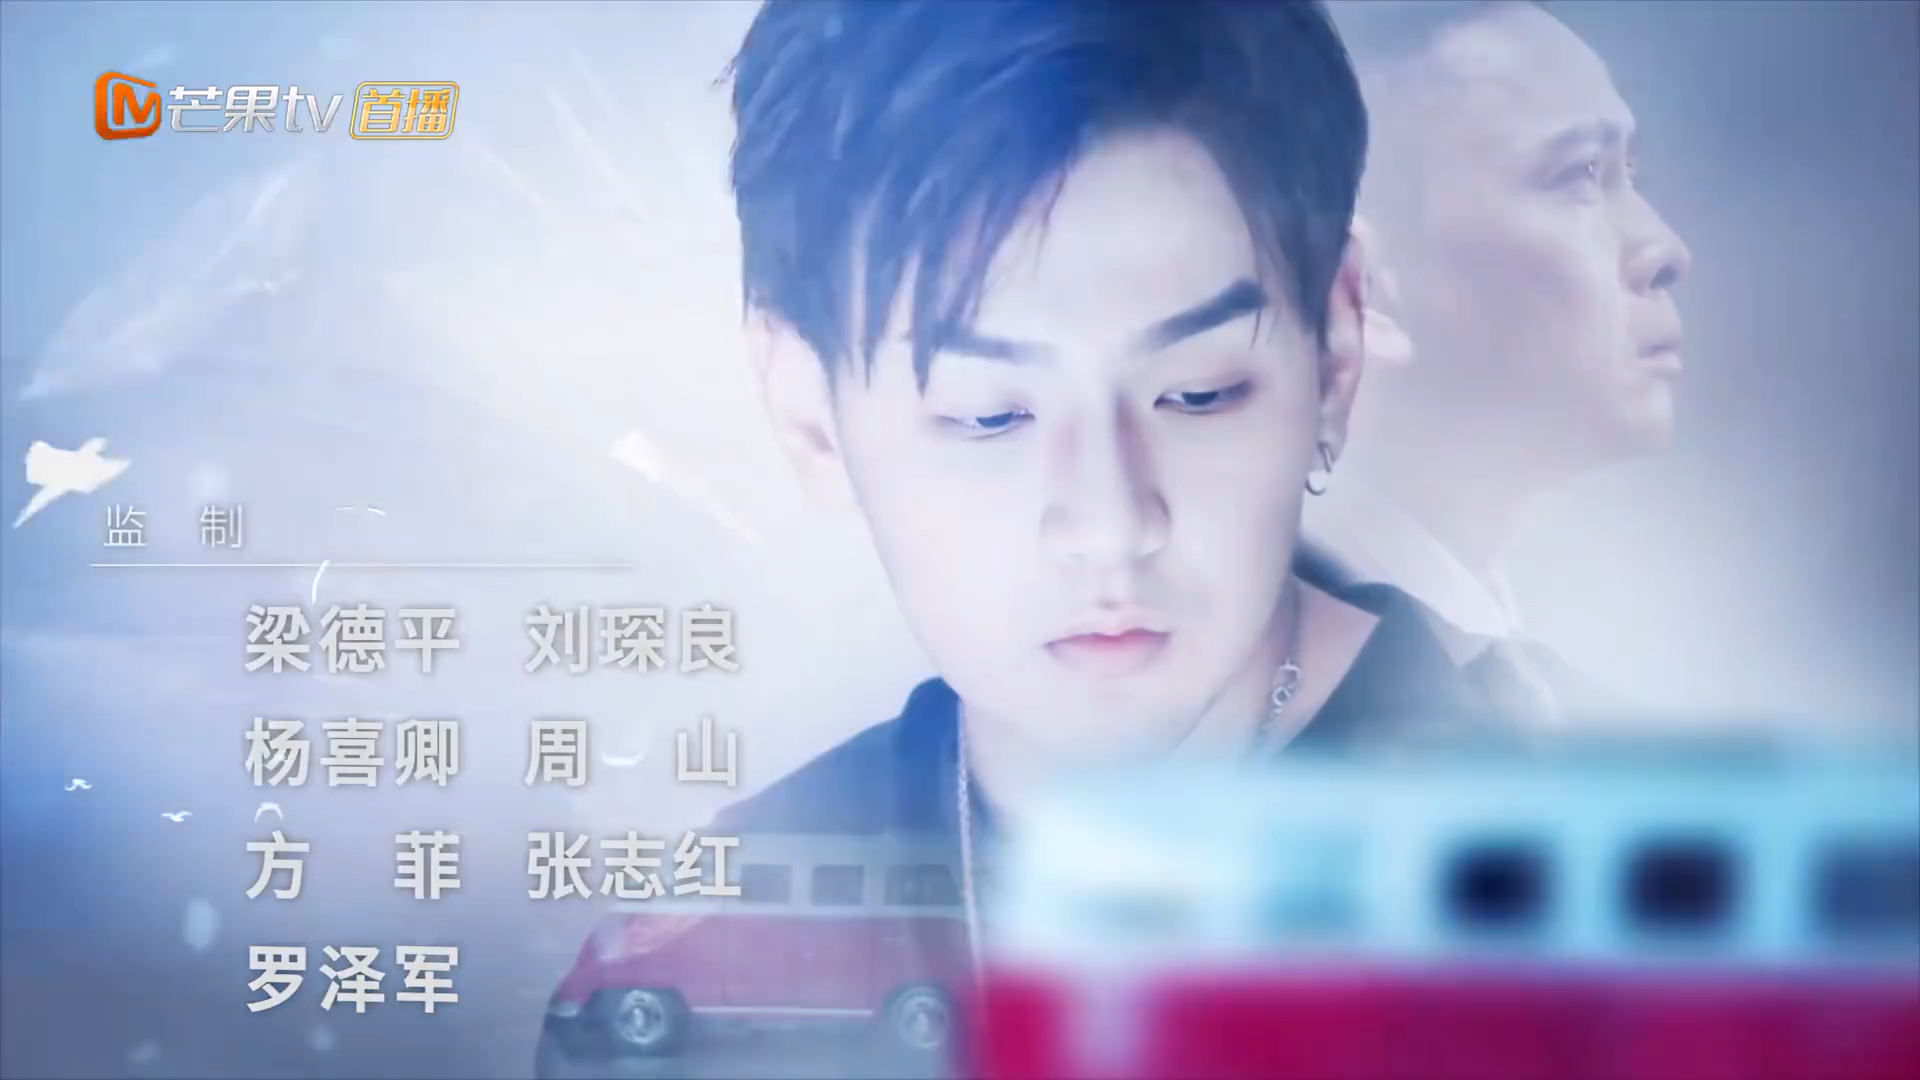 芒果tv 首播
监 制
梁德平 刘琛良
杨喜卿 周 山
方 菲 张志红
罗泽军